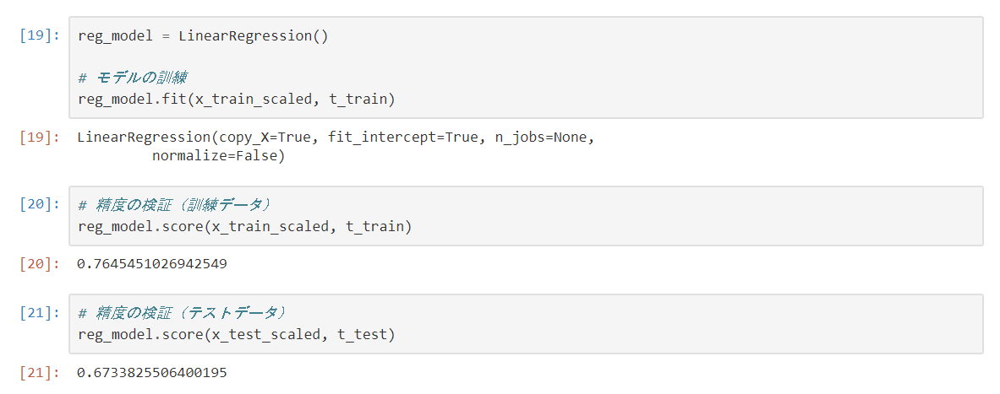 [19]: reg_model = LinearRegression()
# モデルの訓練
reg_model.fit(x_train_scaled, t_train)
[19]: LinearRegression(copy_X=True, fit_intercept=True, n_jobs=None,
normalize=False)
[20]: # 精度の検証（訓練データ）
reg_model.score(x_train_scaled, t_train)
[20]: 0.7645451026942549
[21]: # 精度の検証（テストデータ）
reg_model.score(x_test_scaled, t_test)
[21]: 0.6733825506400195